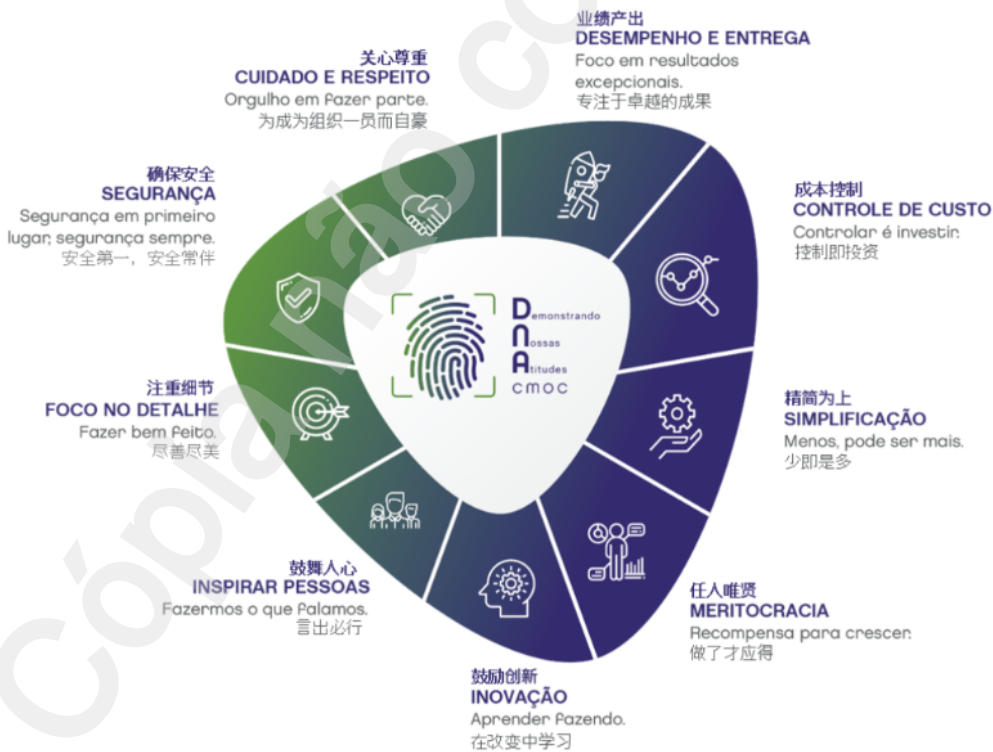 业绩产出
DESEMPENHO E ENTREGA
Foco em resultados
excepcionais.
专注于卓越的成果
关心尊重
CUIDADO E RESPEITO
Orgulho em fazer parte.
为成为组织一员而自豪
确保安全
SEGURANÇA
Segurança em primeiro
lugar, segurança sempre.
安全第一，安全常伴
成本控制
CONTROLE DE CUSTO
Controlar é investir.
控制即投资
Demonstrando
Nossas
Atitudes
cmoc
注重细节
FOCO NO DETALHE
Fazer bem feito.
尽善尽美
精简为上
SIMPLIFICAÇÃO
Menos, pode ser mais.
少即是多
鼓舞人心
INSPIRAR PESSOAS
Fazermos o que falamos.
言出必行
任人唯贤
MERITOCRACIA
Recompensa para crescer.
做了才应得
鼓励创新
INOVAÇÃO
Aprender fazendo.
在改变中学习
Cópia não co